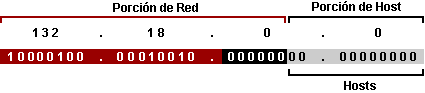 Porción de Red Porción de Host
132 . 18 . 0 . 0
10000100 . 00010010 . 00000000 . 00000000
Hosts